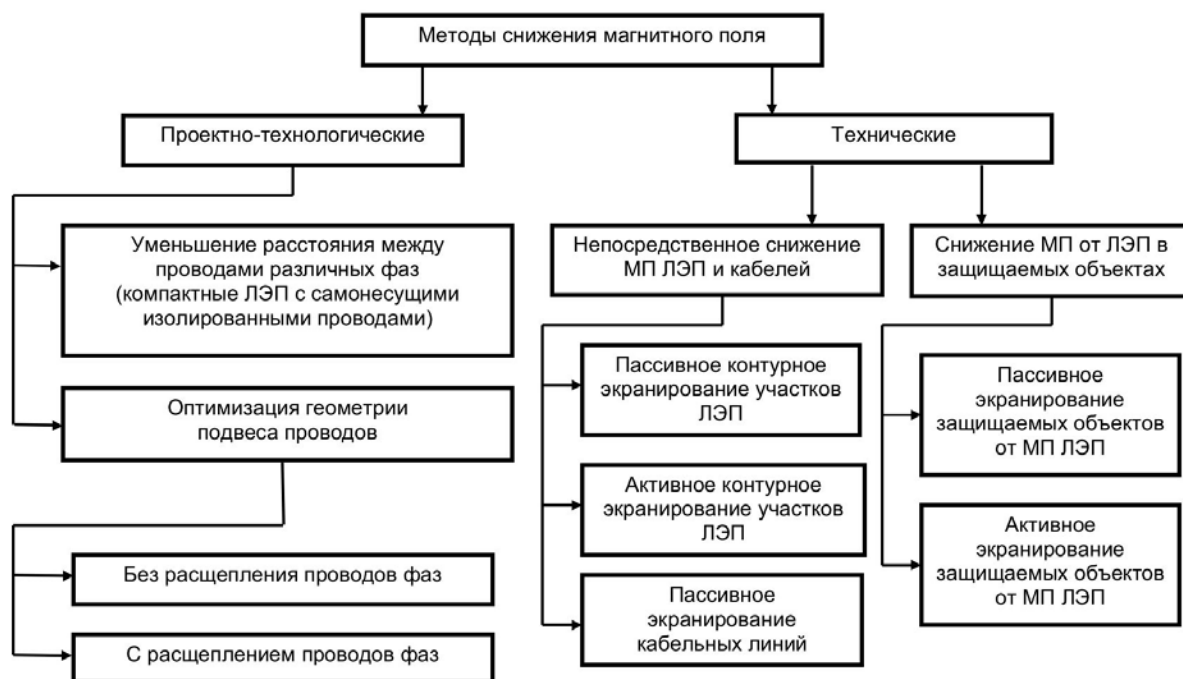 Методы снижения магнитного поля
Проектно-технологические
Технические
Уменьшение расстояния между
проводами различных фаз
(компактные ЛЭП с самонесущими
изолированными проводами)
Оптимизация геометрии
подвеса проводов
Без расщепления проводов фаз
С расщеплением проводов фаз
Непосредственное снижение
МП ЛЭП и кабелей
Пассивное контурное
экранирование участков
ЛЭП
Активное контурное
экранирование участков
ЛЭП
Пассивное
экранирование
кабельных линий
Снижение МП от ЛЭП в
защищаемых объектах
Пассивное
экранирование
защищаемых объектов
от МП ЛЭП
Активное
экранирование
защищаемых объектов
от МП ЛЭП